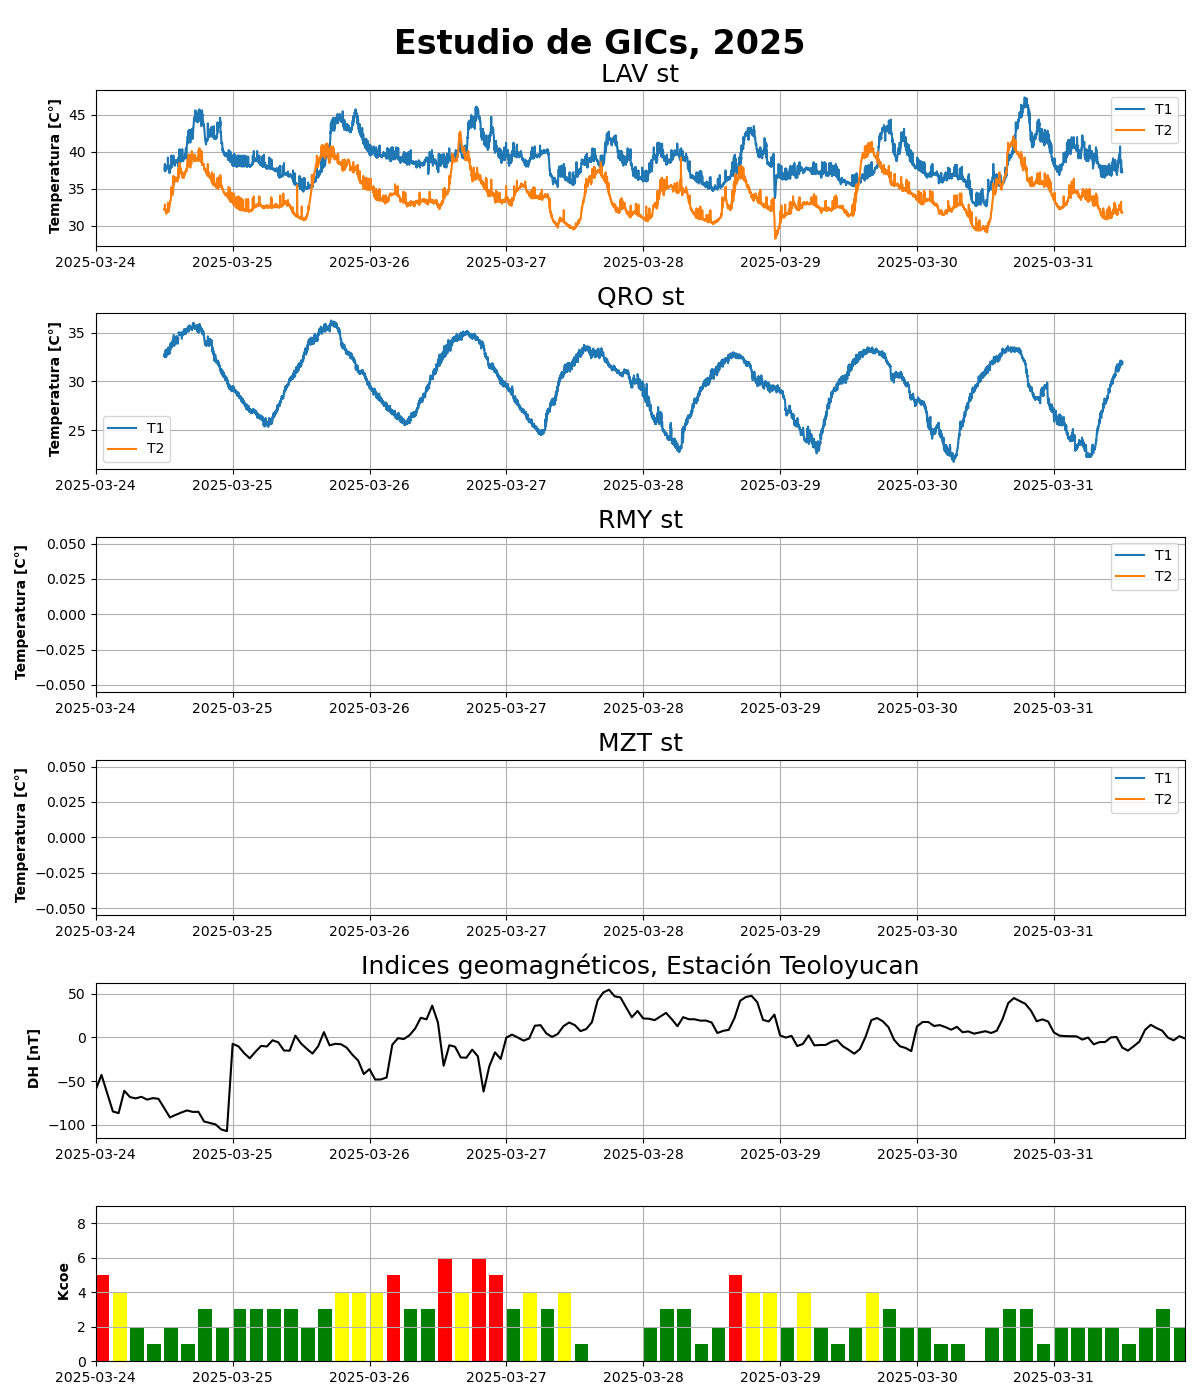 Estudio de GICs, 2025
LAV st
Temperatura [C°]
45
40
35
30
T1
T2
2025-03-24 2025-03-25 2025-03-26 2025-03-27 2025-03-28 2025-03-29 2025-03-30 2025-03-31
QRO st
Temperatura [C°]
35
30
25
T1
T2
2025-03-24 2025-03-25 2025-03-26 2025-03-27 2025-03-28 2025-03-29 2025-03-30 2025-03-31
RMY st
Temperatura [C°]
0.050
0.025
0.000
−0.025
−0.050
T1
T2
2025-03-24 2025-03-25 2025-03-26 2025-03-27 2025-03-28 2025-03-29 2025-03-30 2025-03-31
MZT st
Temperatura [C°]
0.050
0.025
0.000
−0.025
−0.050
T1
T2
2025-03-24 2025-03-25 2025-03-26 2025-03-27 2025-03-28 2025-03-29 2025-03-30 2025-03-31
Indices geomagnéticos, Estación Teoloyucan
DH [nT]
50
0
−50
−100
2025-03-24 2025-03-25 2025-03-26 2025-03-27 2025-03-28 2025-03-29 2025-03-30 2025-03-31
Kcoe
8
6
4
2
0
2025-03-24 2025-03-25 2025-03-26 2025-03-27 2025-03-28 2025-03-29 2025-03-30 2025-03-31